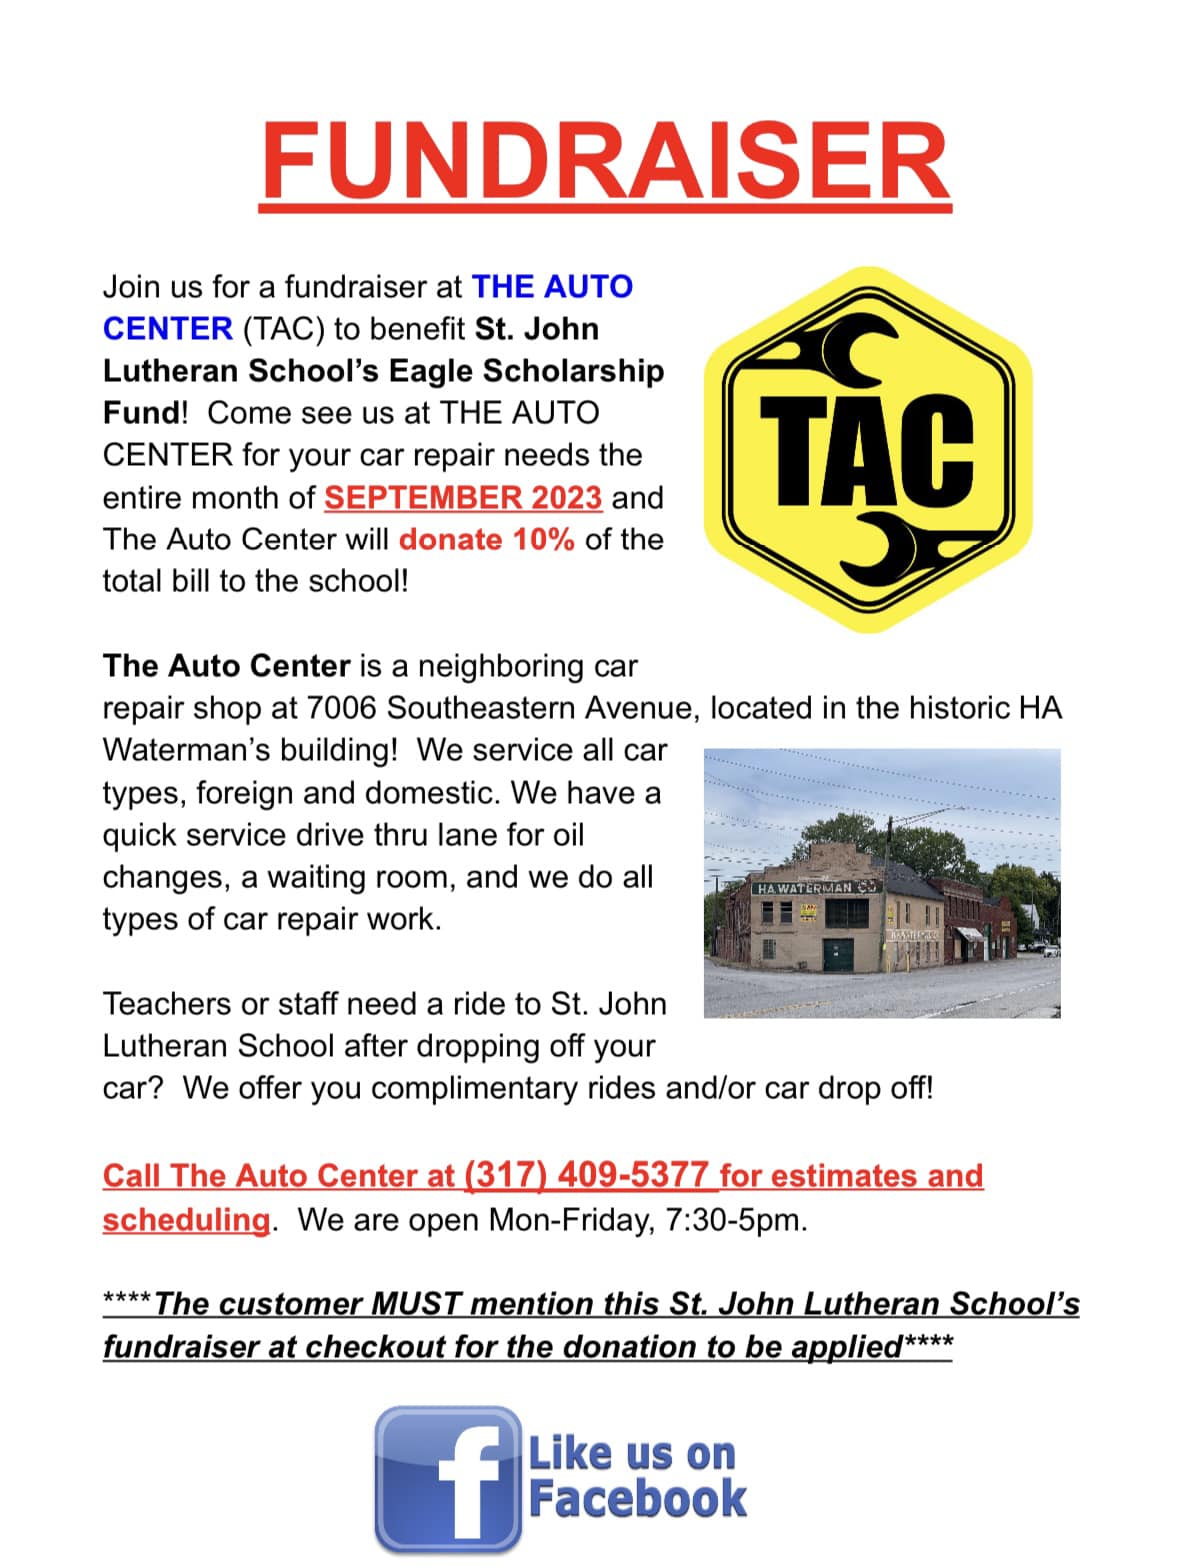 FUNDRAISER
Join us for a fundraiser at THE AUTO
CENTER (TAC) to benefit St. John
Lutheran School's Eagle Scholarship
Fund!  Come see us at THE AUTO
CENTER for your car repair needs the
entire month of SEPTEMBER 2023 and
The Auto Center will donate 10% of the
total bill to the school!
TAC
The Auto Center is a neighboring car
repair shop at 7006 Southeastern Avenue, located in the historic HA
Waterman's building!  We service all car
types, foreign and domestic. We have a
quick service drive thru lane for oil
changes, a waiting room, and we do all
types of car repair work.
H.A. WATERMAN CO
Teachers or staff need a ride to St. John
Lutheran School after dropping off your
car?  We offer you complimentary rides and/or car drop off!
Call The Auto Center at (317) 409-5377 for estimates and
scheduling.  We are open Mon-Friday, 7:30-5pm.
****The customer MUST mention this St. John Lutheran School's
fundraiser at checkout for the donation to be applied****
f
Like us on
Facebook